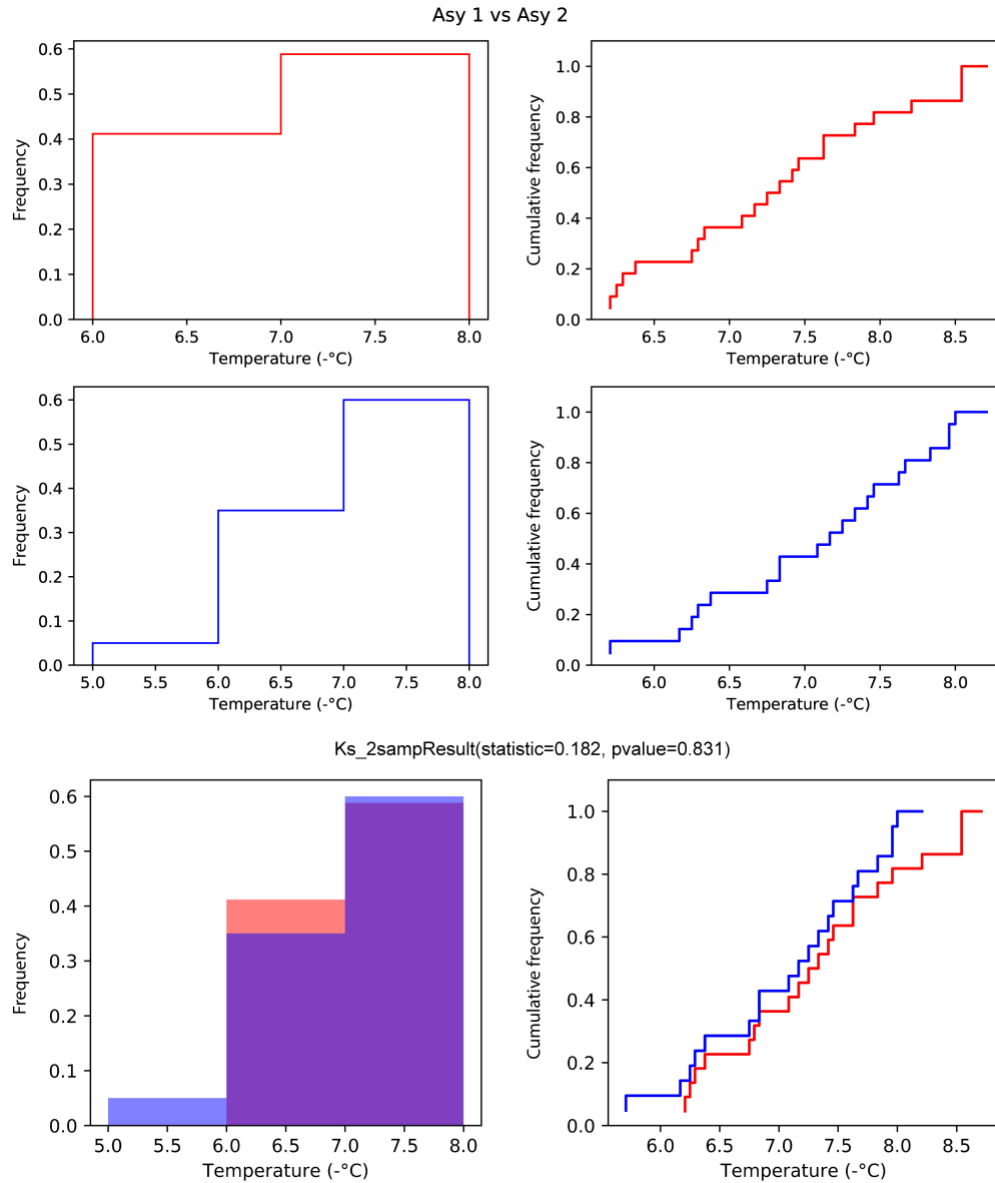 Asy 1 vs Asy 2
0.6
0.5
0.4
0.3
0.2
0.1
0.0
Frequency
6.0 6.5 7.0 7.5 8.0
Temperature (-°C)
1.0
0.8
0.6
0.4
0.2
0.0
Cumulative frequency
6.5 7.0 7.5 8.0 8.5
Temperature (-°C)
0.6
0.5
0.4
0.3
0.2
0.1
0.0
Frequency
5.0 5.5 6.0 6.5 7.0 7.5 8.0
Temperature (-°C)
1.0
0.8
0.6
0.4
0.2
0.0
Cumulative frequency
6.0 6.5 7.0 7.5 8.0
Temperature (-°C)
Ks_2sampResult(statistic=0.182, pvalue=0.831)
0.6
0.5
0.4
0.3
0.2
0.1
0.0
Frequency
5.0 5.5 6.0 6.5 7.0 7.5 8.0
Temperature (-°C)
1.0
0.8
0.6
0.4
0.2
0.0
Cumulative frequency
6.0 6.5 7.0 7.5 8.0 8.5
Temperature (-°C)